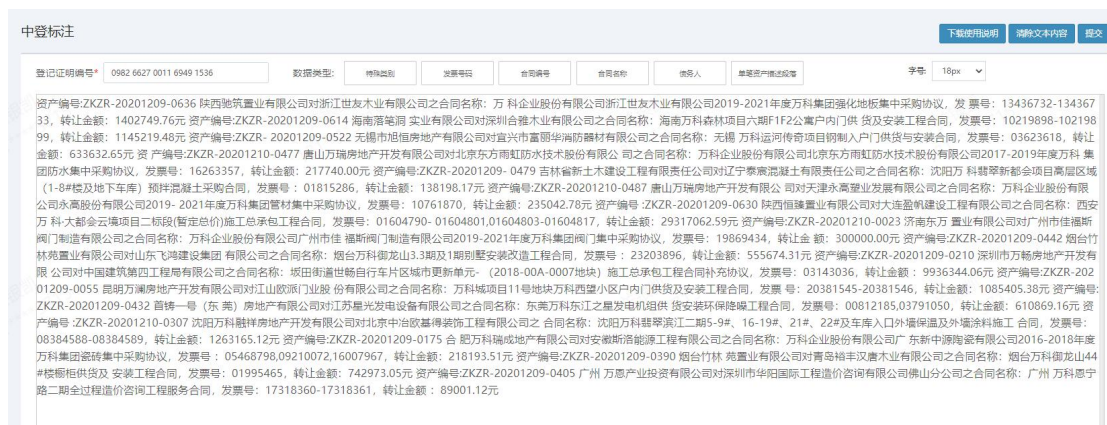 中登标注
下载使用说明 清除文本内容 提交
登记证明编号* 0982 6627 0011 6949 1536 数据类型: 特殊类别 发票号码 合同编号 合同名称 债务人 单笔资产描述段落 字号: 18px
资产编号:ZKZR-20201209-0636 陕西驰筑置业有限公司对浙江世友木业有限公司之合同名称：万 科企业股份有限公司浙江世友木业有限公司2019-2021年度万科集团强化地板集中采购协议，发 票号：13436732-134367
33，转让金额：1402749.76元 资产编号:ZKZR-20201209-0614 海南落笔洞 实业有限公司对深圳合雅木业有限公司之合同名称：海南万科森林项目六期F1F2公寓户内门供 货及安装工程合同，发票号：10219898-102198
99，转让金额：1145219.48元 资产编号:ZKZR- 20201209-0522 无锡市旭恒房地产有限公司对宜兴市富丽华消防器材有限公司之合同名称：无锡 万科运河传奇项目钢制入户门供货与安装合同，发票号：03623618，转让
金额：633632.65元 资 产编号:ZKZR-20201210-0477 唐山万瑞房地产开发有限公司对北京东方雨虹防水技术股份有限公 司之合同名称：万科企业股份有限公司北京东方雨虹防水技术股份有限公司2017-2019年度万科 集
团防水集中采购协议，发票号：16263357，转让金额：217740.00元 资产编号:ZKZR-20201209- 0479 吉林省新土木建设工程有限责任公司对辽宁泰宸混凝土有限责任公司之合同名称：沈阳万 科翡翠新都会项目高层区域
（1-8#楼及地下车库）预拌混凝土采购合同，发票号 ：01815286，转让金额：138198.17元 资产编号:ZKZR-20201210-0487 唐山万瑞房地产开发有限公 司对天津永高塑业发展有限公司之合同名称：万科企业股份有限
公司永高股份有限公司2019- 2021年度万科集团管材集中采购协议，发票号：10761870，转让金额：235042.78元 资产编号:ZKZR-20201209-0630 陕西恒臻置业有限公司对大连盈帆建设工程有限公司之合同名称：西安
万 科·大都会云境项目二标段(暂定总价)施工总承包工程合同，发票号：01604790- 01604801,01604803-01604817，转让金额：29317062.59元 资产编号:ZKZR-20201210-0023 济南东万 置业有限公司对广州市佳福斯
阀门制造有限公司之合同名称：万科企业股份有限公司广州市佳 福斯阀门制造有限公司2019-2021年度万科集团阀门集中采购协议，发票号：19869434，转让金 额：300000.00元 资产编号:ZKZR-20201209-0442 烟台竹
林苑置业有限公司对山东飞鸿建设集团 有限公司之合同名称：烟台万科御龙山3.3期及1期别墅安装改造工程合同，发票号：23203896，转让金额：555674.31元 资产编号:ZKZR-20201209-0210 深圳市万畅房地产开发有
限 公司对中国建筑第四工程局有限公司之合同名称：坂田街道世畅自行车片区城市更新单元- （2018-00A-0007地块）施工总承包工程合同补充协议，发票号：03143036，转让金额：9936344.06元 资产编号:ZKZR-202
01209-0055 昆明万澜房地产开发有限公司对江山欧派门业股 份有限公司之合同名称：万科城项目11号地块万科西望小区户内门供货及安装工程合同，发票 号：20381545-20381546，转让金额：1085405.38元 资产编号:
ZKZR-20201209-0432 首铸一号（东 莞）房地产有限公司对江苏星光发电设备有限公司之合同名称：东莞万科东江之星发电机组供 货安装环保降噪工程合同，发票号：00812185,03791050，转让金额：610869.16元 资
产编号 :ZKZR-20201210-0307 沈阳万科融祥房地产开发有限公司对北京中冶欧基得装饰工程有限公司之 合同名称：沈阳万科翡翠滨江二期5-9#、16-19#、21#、22#及车库入口外墙保温及外墙涂料施工 合同，发票号：
08384588-08384589，转让金额：1263165.12元 资产编号:ZKZR-20201209-0175 合 肥万科瑞成地产有限公司对安徽斯洛能源工程有限公司之合同名称：万科企业股份有限公司广 东新中源陶瓷有限公司2016-2018年度
万科集团瓷砖集中采购协议，发票号 ：05468798,09210072,16007967，转让金额：218193.51元 资产编号:ZKZR-20201209-0390 烟台竹林 苑置业有限公司对青岛裕丰汉唐木业有限公司之合同名称：烟台万科御龙山44
#楼橱柜供货及 安装工程合同，发票号：01995465，转让金额：742973.05元 资产编号:ZKZR-20201209-0405 广州 万恩产业投资有限公司对深圳市华阳国际工程造价咨询有限公司佛山分公司之合同名称：广州 万科恩宁
路二期全过程造价咨询工程服务合同，发票号：17318360-17318361，转让金额 ：89001.12元